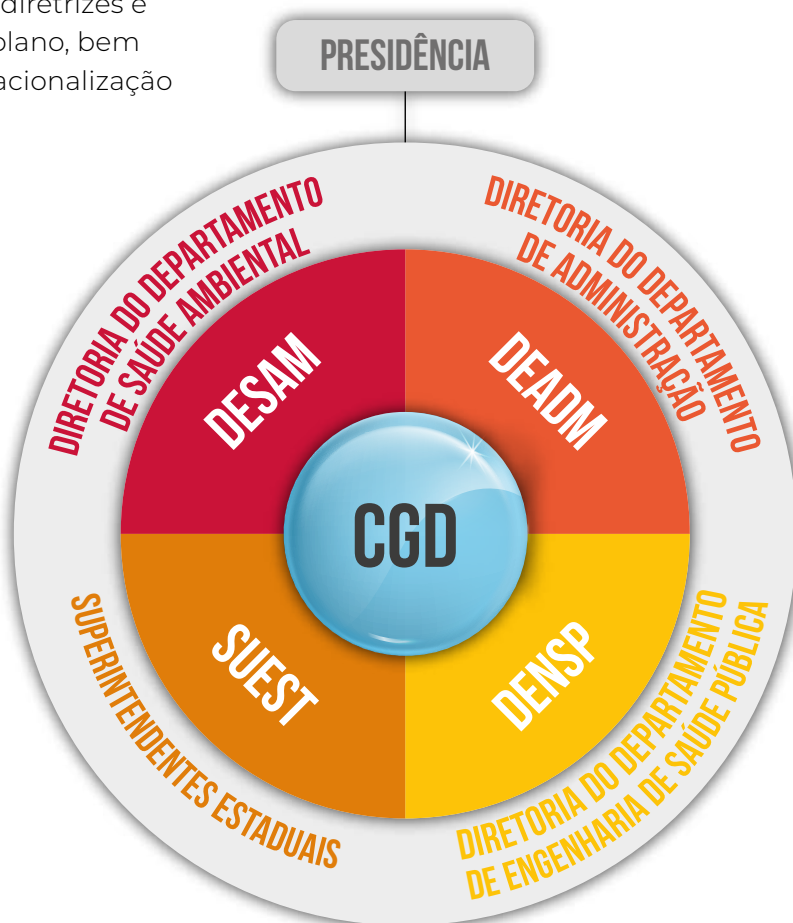 diretrizes e
plano, bem
acionalização
PRESIDÊNCIA
DIRETORIA DO DEPARTAMENTO
DE SAÚDE AMBIENTAL
DIRETORIA DO DEPARTAMENTO
DE ADMINISTRAÇÃO
DESAM
DEADM
CGD
SUEST
DENSP
SUPERINTENDENTES ESTADUAIS
DIRETORIA DO DEPARTAMENTO
DE ENGENHARIA DE SAÚDE PÚBLICA